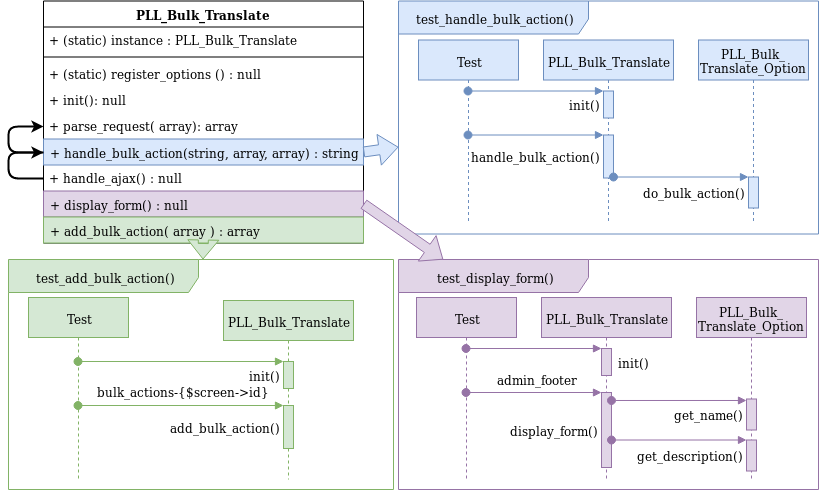 PLL_Bulk_Translate
+ (static) instance : PLL_Bulk_Translate
+ (static) register_options () : null
+ init(): null
+ parse_request( array): array
+ handle_bulk_action(string, array, array) : string
+ handle_ajax() : null
+ display_form() : null
+ add_bulk_action( array ) : array
test_handle_bulk_action()
Test
PLL_Bulk_Translate
PLL_Bulk_
Translate_Option
init()
handle_bulk_action()
do_bulk_action()
test_add_bulk_action()
Test
PLL_Bulk_Translate
init()
bulk_actions-{$screen->id}
add_bulk_action()
test_display_form()
Test
PLL_Bulk_Translate
PLL_Bulk_
Translate_Option
init()
admin_footer
display_form()
get_name()
get_description()